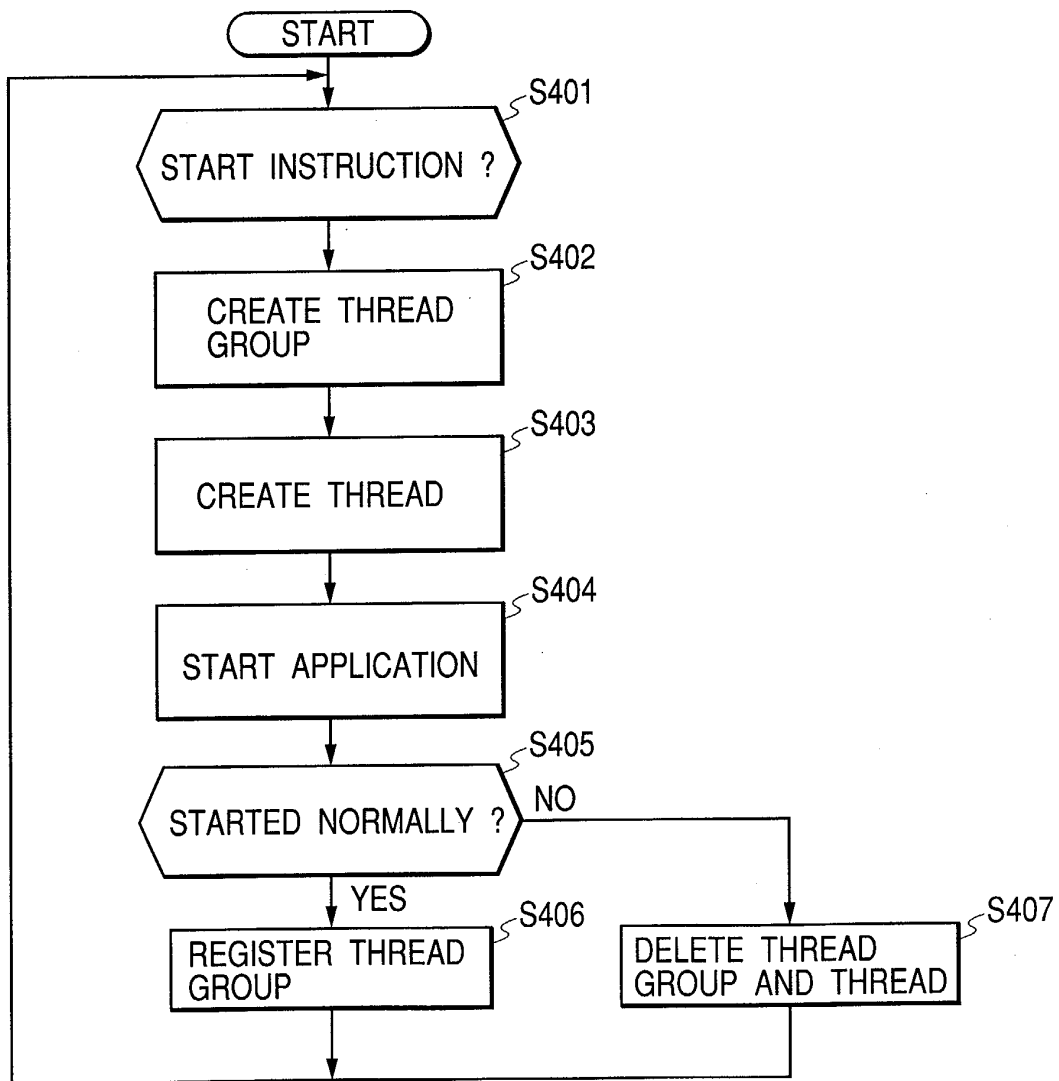 START
S401
START INSTRUCTION ?
S402
CREATE THREAD
GROUP
S403
CREATE THREAD
S404
START APPLICATION
S405
STARTED NORMALLY ?
NO
YES
S406
REGISTER THREAD
GROUP
S407
DELETE THREAD
GROUP AND THREAD